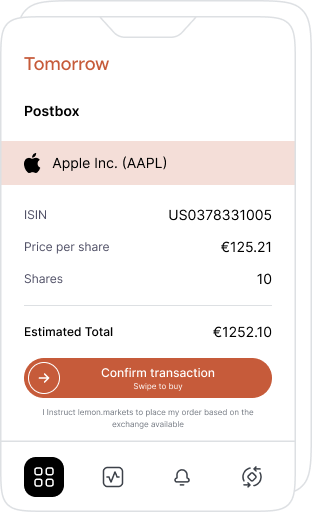 Tomorrow
Postbox
Apple Inc. (AAPL)
ISIN US0378331005
Price per share €125.21
Shares 10
Estimated Total €1252.10
Confirm transaction
Swipe to buy
I Instruct lemon.markets to place my order based on the
exchange available